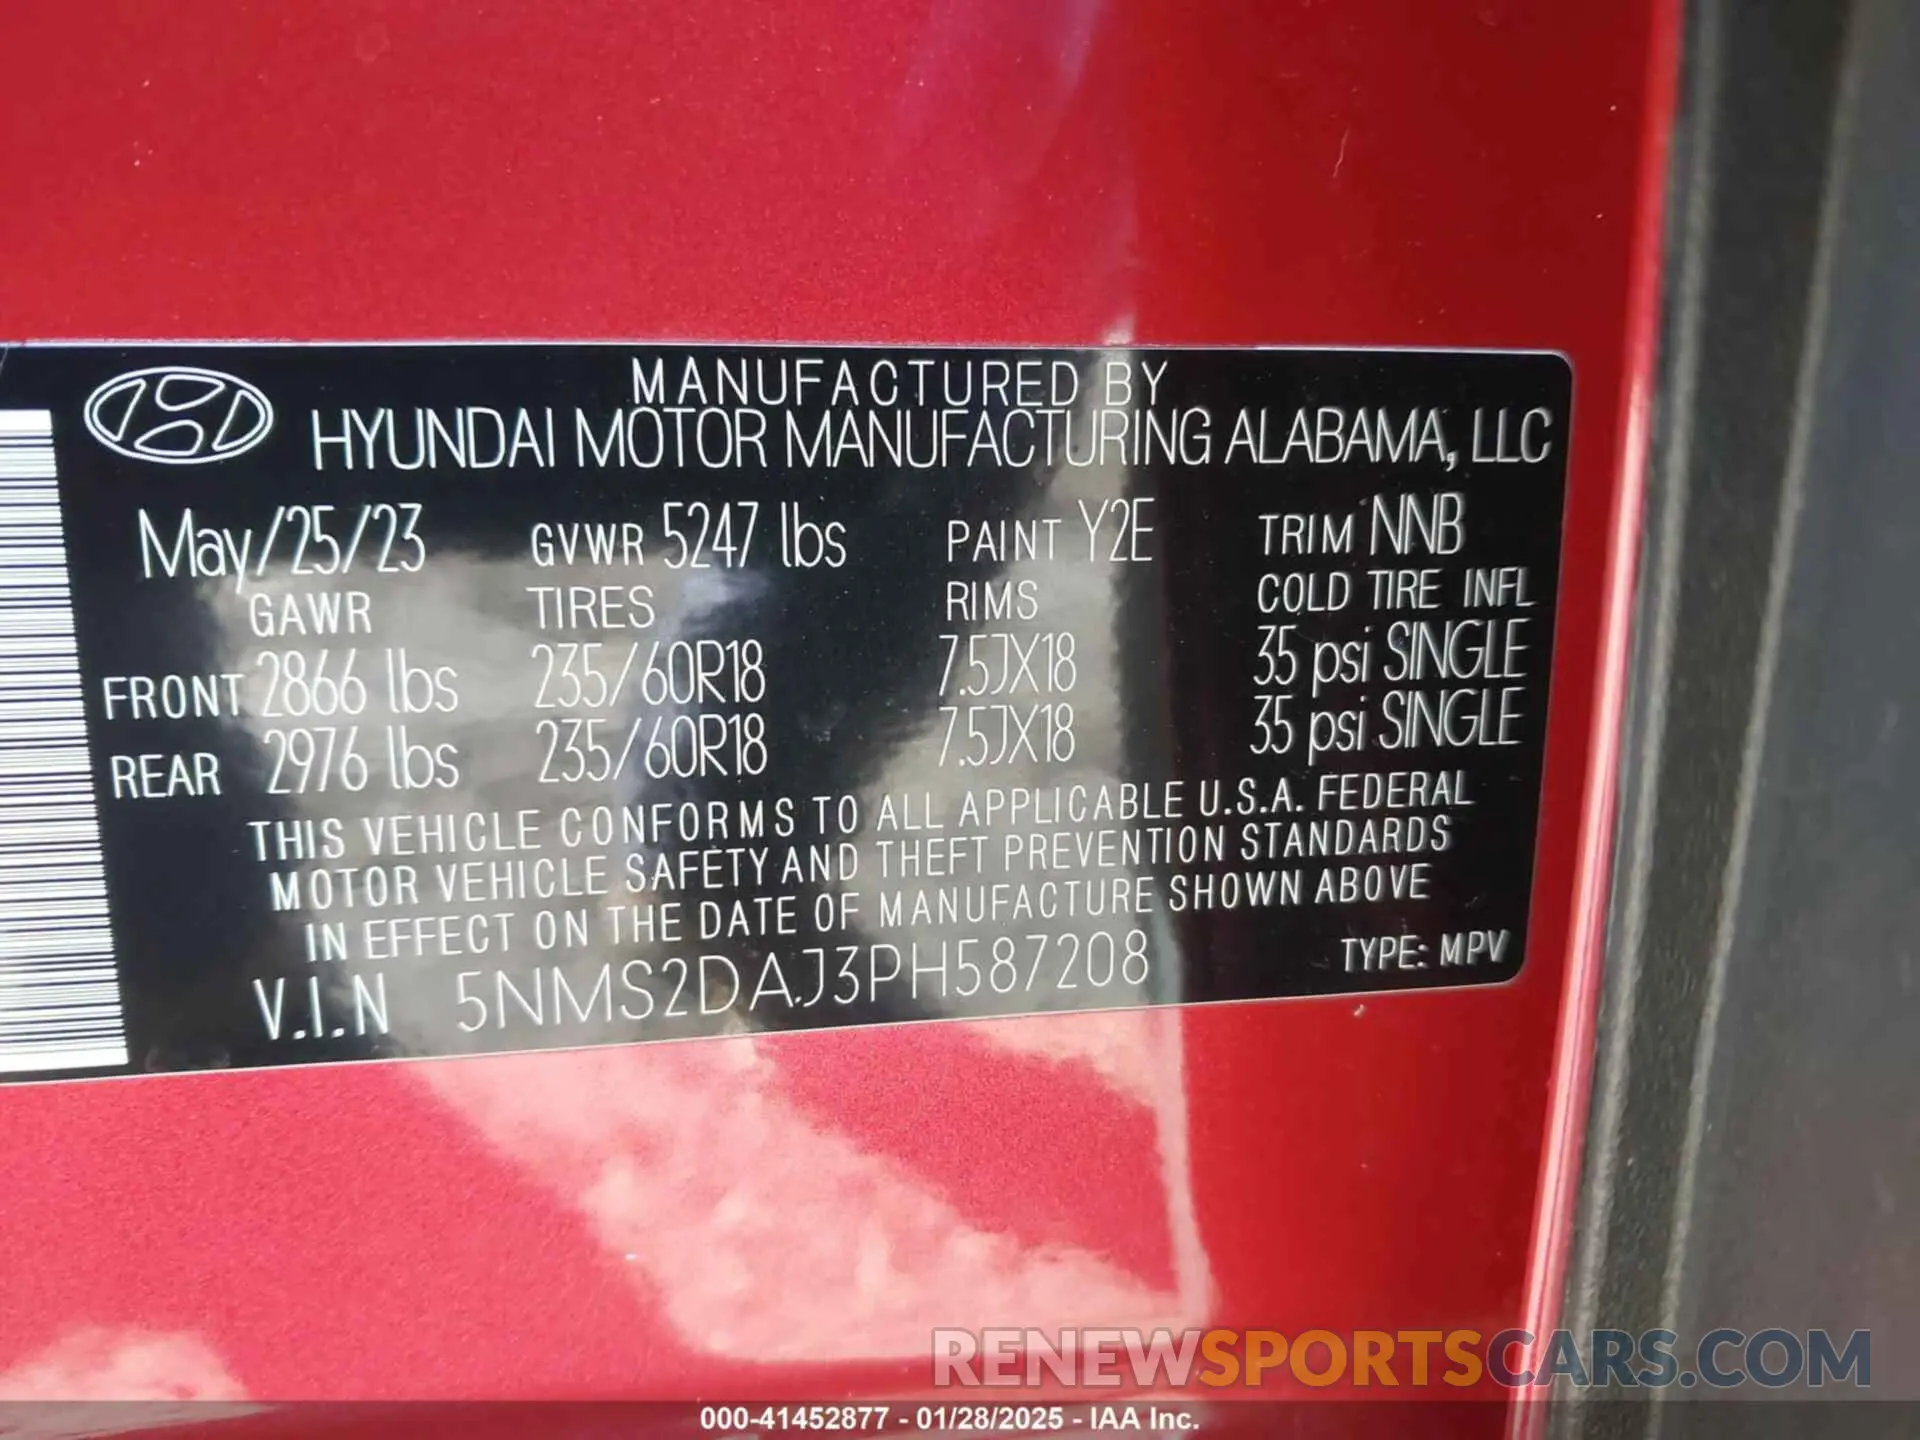 MANUFACTURED BY
HYUNDAI MOTOR MANUFACTURING ALABAMA, LLC
May/25/23 GVWR 5247 lbs PAINT Y2E TRIM NNB
GAWR TIRES RIMS COLD TIRE INFL
FRONT 2866 lbs 235/60R18 7.5JX18 35 psi SINGLE
REAR 2976 lbs 235/60R18 7.5JX18 35 psi SINGLE
THIS VEHICLE CONFORMS TO ALL APPLICABLE U.S.A. FEDERAL
MOTOR VEHICLE SAFETY AND THEFT PREVENTION STANDARDS
IN EFFECT ON THE DATE OF MANUFACTURE SHOWN ABOVE
V.I.N 5NMS2DAJ3PH587208 TYPE: MPV
RENEWSPORTSCARS.COM
000-41452877 - 01/28/2025 - IAA Inc.